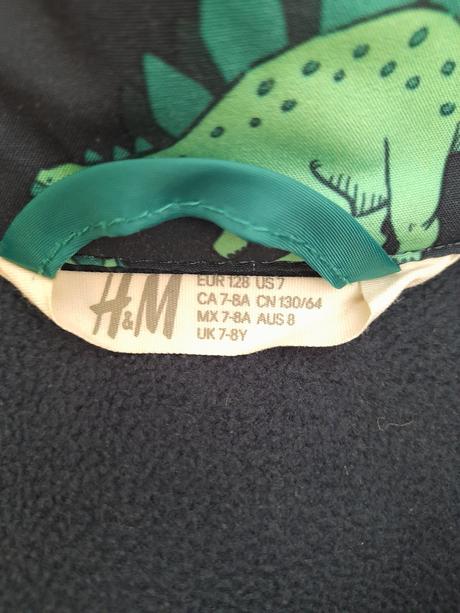 H&M
EUR 128 US 7
CA 7-8A CN 130/64
MX 7-8A AUS 8
UK 7-8Y